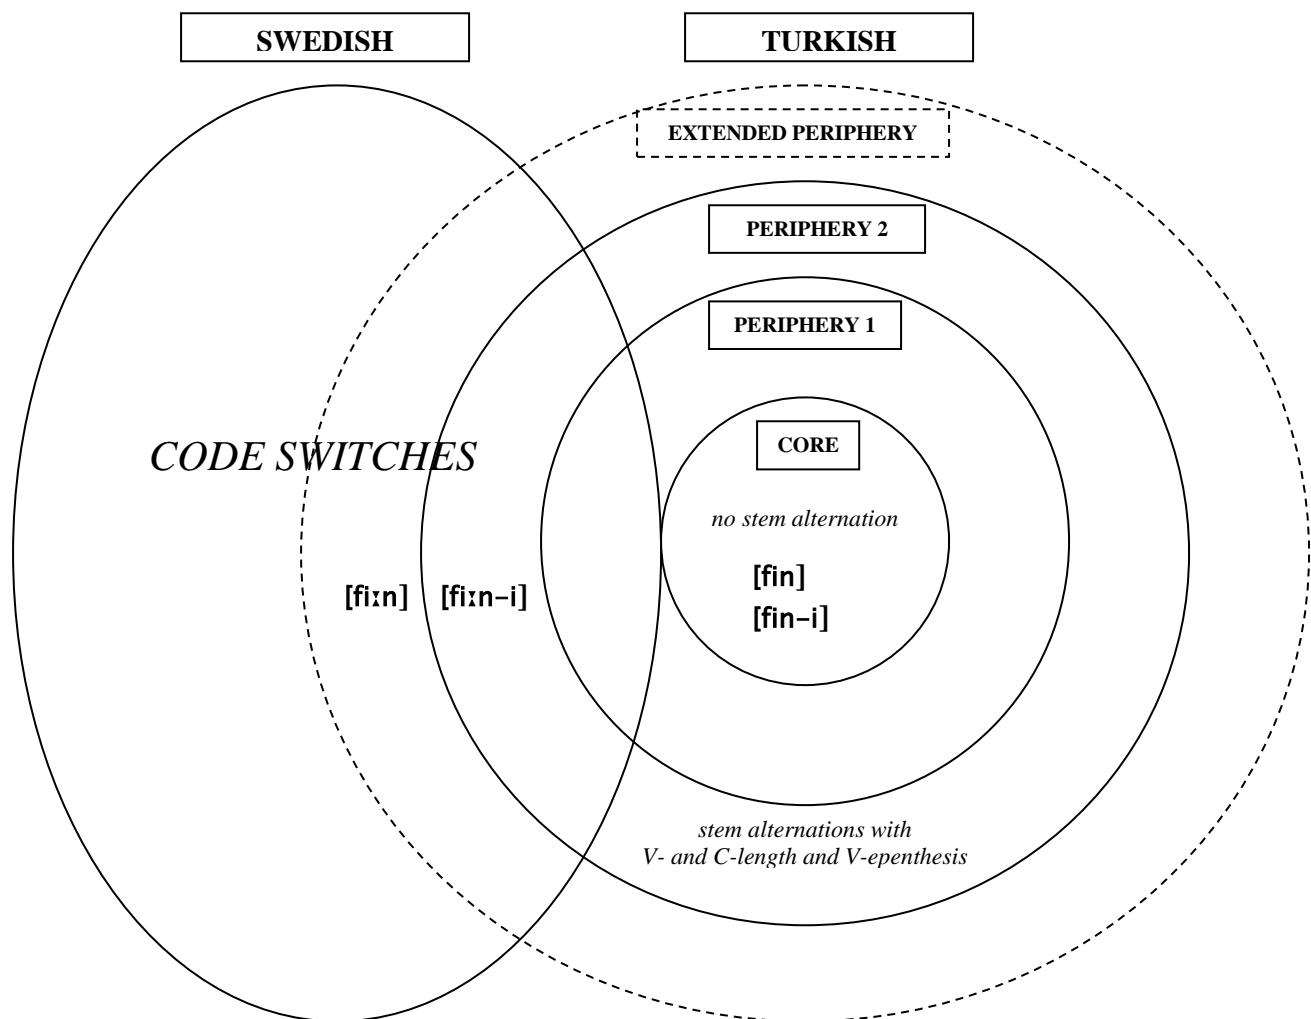 SWEDISH
TURKISH
EXTENDED PERIPHERY
PERIPHERY 2
PERIPHERY 1
CORE
CODE SWITCHES
no stem alternation
[fiːn]
[fiːn–i]
[fin]
[fin–i]
stem alternations with
V- and C-length and V-epenthesis